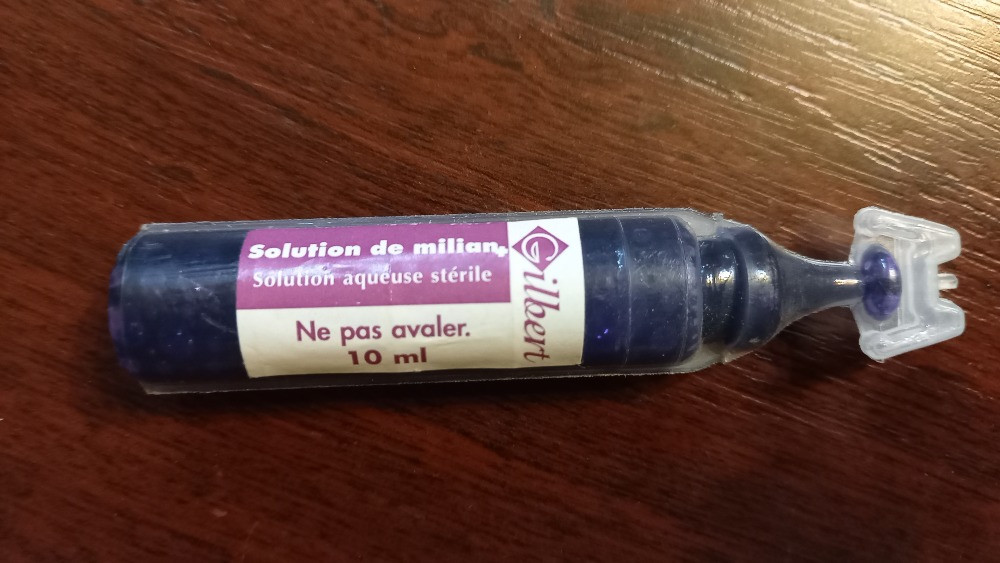 Solution de milian
Solution aqueuse stérile
Ne pas avaler.
10 ml
Gilbert